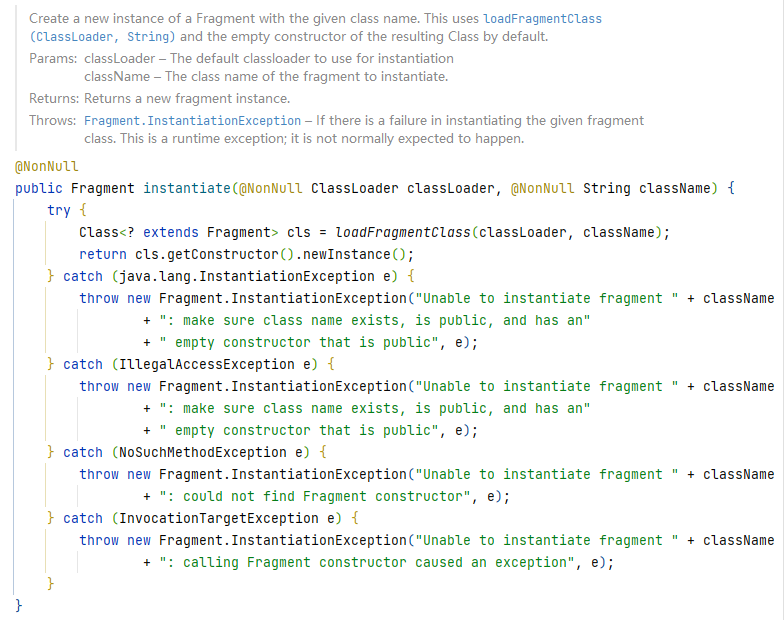 Create a new instance of a Fragment with the given class name. This uses loadFragmentClass
(ClassLoader, String) and the empty constructor of the resulting Class by default.
Params: classLoader – The default classloader to use for instantiation
className – The class name of the fragment to instantiate.
Returns: Returns a new fragment instance.
Throws: Fragment.InstantiationException – If there is a failure in instantiating the given fragment
class. This is a runtime exception; it is not normally expected to happen.
@NonNull
public Fragment instantiate(@NonNull ClassLoader classLoader, @NonNull String className) {
    try {
        Class<? extends Fragment> cls = loadFragmentClass(classLoader, className);
        return cls.getConstructor().newInstance();
    } catch (java.lang.InstantiationException e) {
        throw new Fragment.InstantiationException("Unable to instantiate fragment " + className
                + ": make sure class name exists, is public, and has an"
                + " empty constructor that is public", e);
    } catch (IllegalAccessException e) {
        throw new Fragment.InstantiationException("Unable to instantiate fragment " + className
                + ": make sure class name exists, is public, and has an"
                + " empty constructor that is public", e);
    } catch (NoSuchMethodException e) {
        throw new Fragment.InstantiationException("Unable to instantiate fragment " + className
                + ": could not find Fragment constructor", e);
    } catch (InvocationTargetException e) {
        throw new Fragment.InstantiationException("Unable to instantiate fragment " + className
                + ": calling Fragment constructor caused an exception", e);
    }
}